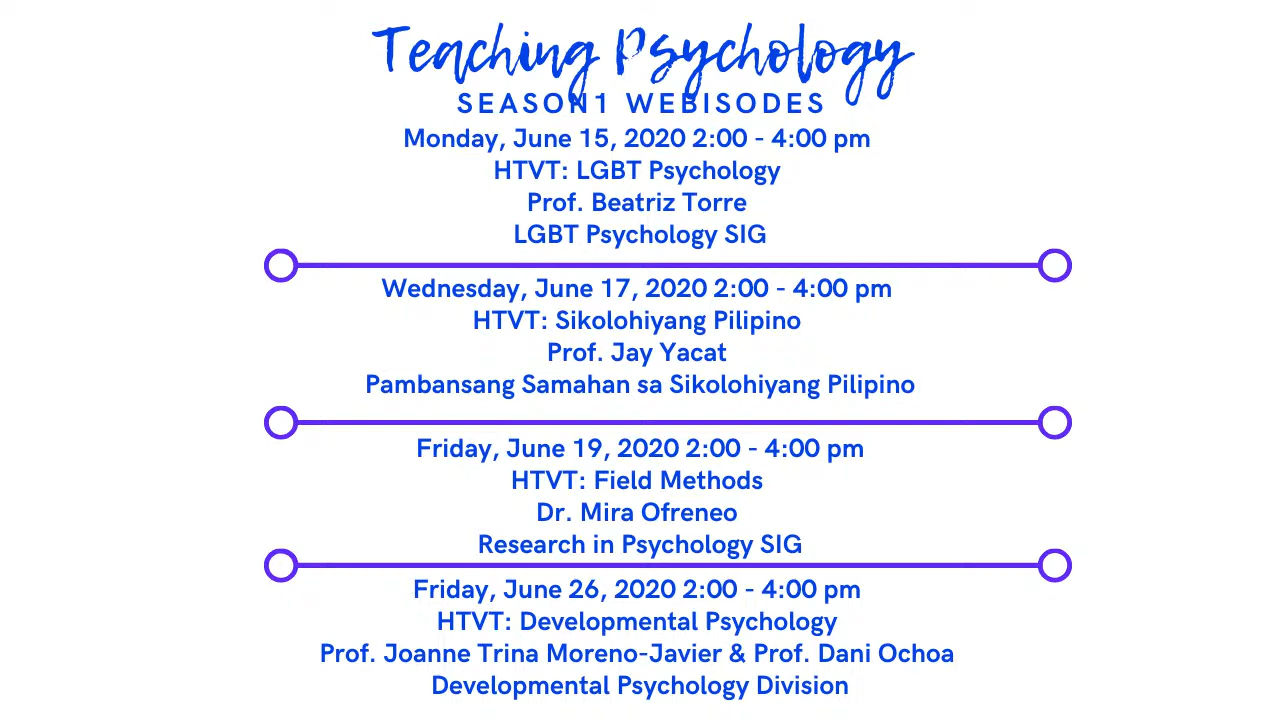 Teaching Psychology
SEASON1 WEBISODES
Monday, June 15, 2020 2:00 - 4:00 pm
HTVT: LGBT Psychology
Prof. Beatriz Torre
LGBT Psychology SIG
Wednesday, June 17, 2020 2:00 - 4:00 pm
HTVT: Sikolohiyang Pilipino
Prof. Jay Yacat
Pambansang Samahan sa Sikolohiyang Pilipino
Friday, June 19, 2020 2:00 - 4:00 pm
HTVT: Field Methods
Dr. Mira Ofreneo
Research in Psychology SIG
Friday, June 26, 2020 2:00 - 4:00 pm
HTVT: Developmental Psychology
Prof. Joanne Trina Moreno-Javier & Prof. Dani Ochoa
Developmental Psychology Division